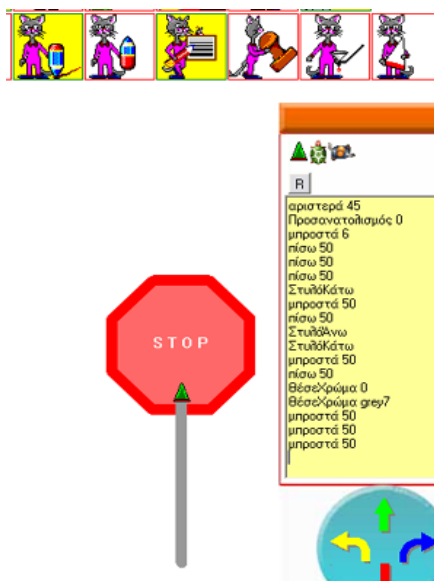 R
αριστερά 45
Προσανατολισμός 0
μπροστά 6
πίσω 50
πίσω 50
πίσω 50
ΣτυλόΚάτω
μπροστά 50
πίσω 50
ΣτυλόΆνω
ΣτυλόΚάτω
μπροστά 50
πίσω 50
θέσεΧρώμα 0
θέσεΧρώμα grey7
μπροστά 50
μπροστά 50
μπροστά 50
STOP